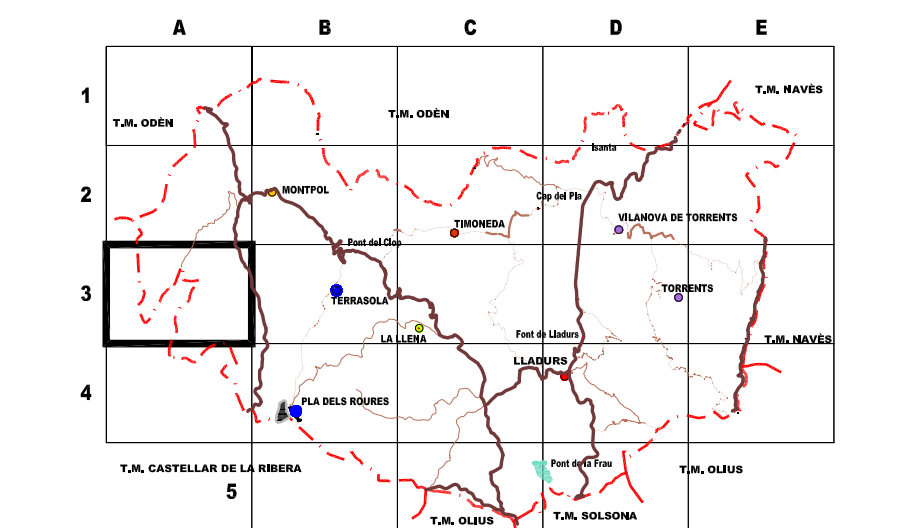 A B C D E
1
T.M. NAVÈS
T.M. ODÈN
T.M. ODÈN
Isanta
2
MONTPOL
Cap del Pla
TIMONEDA
VILANOVA DE TORRENTS
Pont del Clop
3
TERRASOLA
TORRENTS
LA LLENA
Font de Lladurs
T.M. NAVÈS
LLADURS
4
PLA DELS ROURES
T.M. CASTELLAR DE LA RIBERA
Pont de la Frau
T.M. OLIUS
5
T.M. OLIUS
T.M. SOLSONA